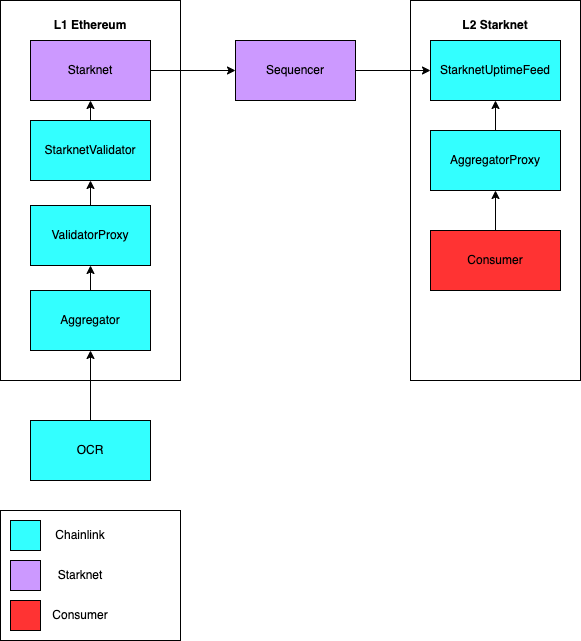 L1 Ethereum
L2 Starknet
Starknet
Sequencer
StarknetUptimeFeed
StarknetValidator
AggregatorProxy
ValidatorProxy
Consumer
Aggregator
OCR
Chainlink
Starknet
Consumer